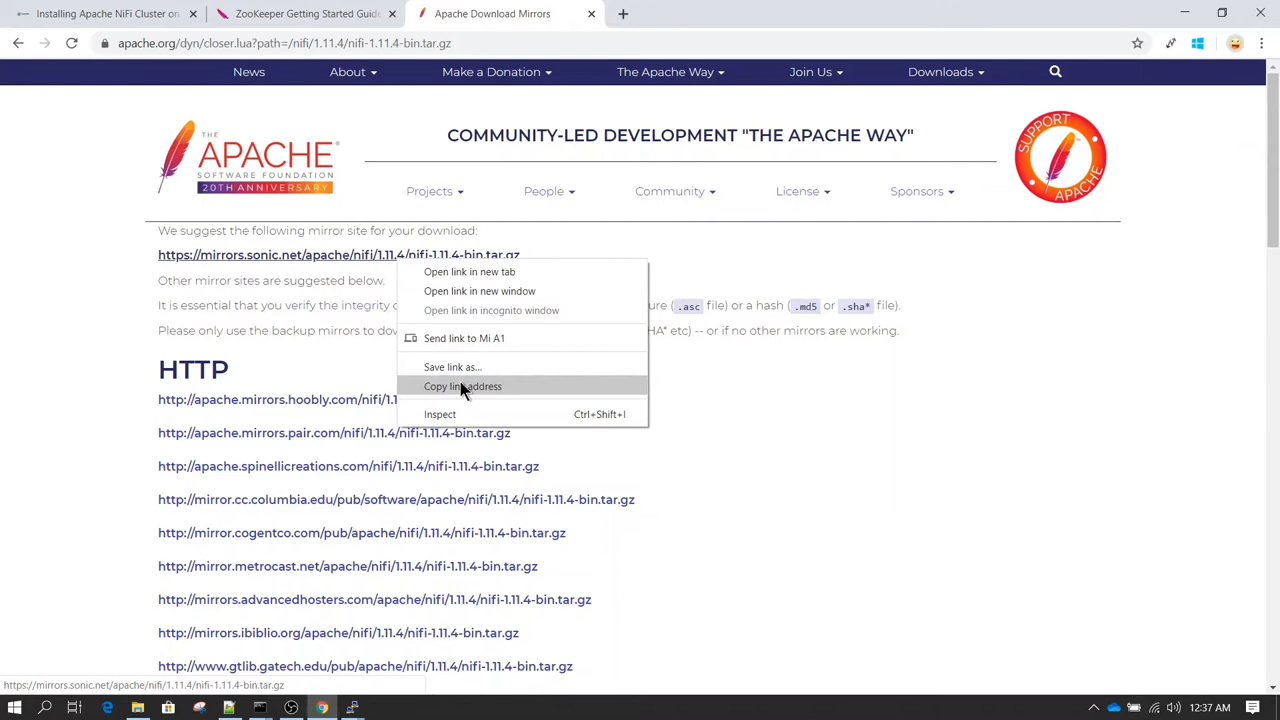 Installing Apache NiFi Cluster on
ZooKeeper Getting Started Guide
Apache Download Mirrors
apache.org/dyn/closer.lua?path=/nifi/1.11.4/nifi-1.11.4-bin.tar.gz
News About Make a Donation The Apache Way Join Us Downloads
THE
APACHE®
SOFTWARE FOUNDATION
20TH ANNIVERSARY
COMMUNITY-LED DEVELOPMENT "THE APACHE WAY"
SUPPORT
APACHE
Projects People Community License Sponsors
We suggest the following mirror site for your download:
https://mirrors.sonic.net/apache/nifi/1.11.4/nifi-1.11.4-bin.tar.gz
Other mirror sites are suggested below.
It is essential that you verify the integrity ure (.asc file) or a hash (.md5 or .sha* file).
Please only use the backup mirrors to do HA* etc) -- or if no other mirrors are working.
Open link in new tab
Open link in new window
Open link in incognito window
Send link to Mi A1
Save link as...
Copy link address
Inspect Ctrl+Shift+I
HTTP
http://apache.mirrors.hoobly.com/nifi/1.
http://apache.mirrors.pair.com/nifi/1.11.4/nifi-1.11.4-bin.tar.gz
http://apache.spinellicreations.com/nifi/1.11.4/nifi-1.11.4-bin.tar.gz
http://mirror.cc.columbia.edu/pub/software/apache/nifi/1.11.4/nifi-1.11.4-bin.tar.gz
http://mirror.cogentco.com/pub/apache/nifi/1.11.4/nifi-1.11.4-bin.tar.gz
http://mirror.metrocast.net/apache/nifi/1.11.4/nifi-1.11.4-bin.tar.gz
http://mirrors.advancedhosters.com/apache/nifi/1.11.4/nifi-1.11.4-bin.tar.gz
http://mirrors.ibiblio.org/apache/nifi/1.11.4/nifi-1.11.4-bin.tar.gz
http://www.gtlib.gatech.edu/pub/apache/nifi/1.11.4/nifi-1.11.4-bin.tar.gz
https://mirrors.sonic.net/apache/nifi/1.11.4/nifi-1.11.4-bin.tar.gz
12:37 AM